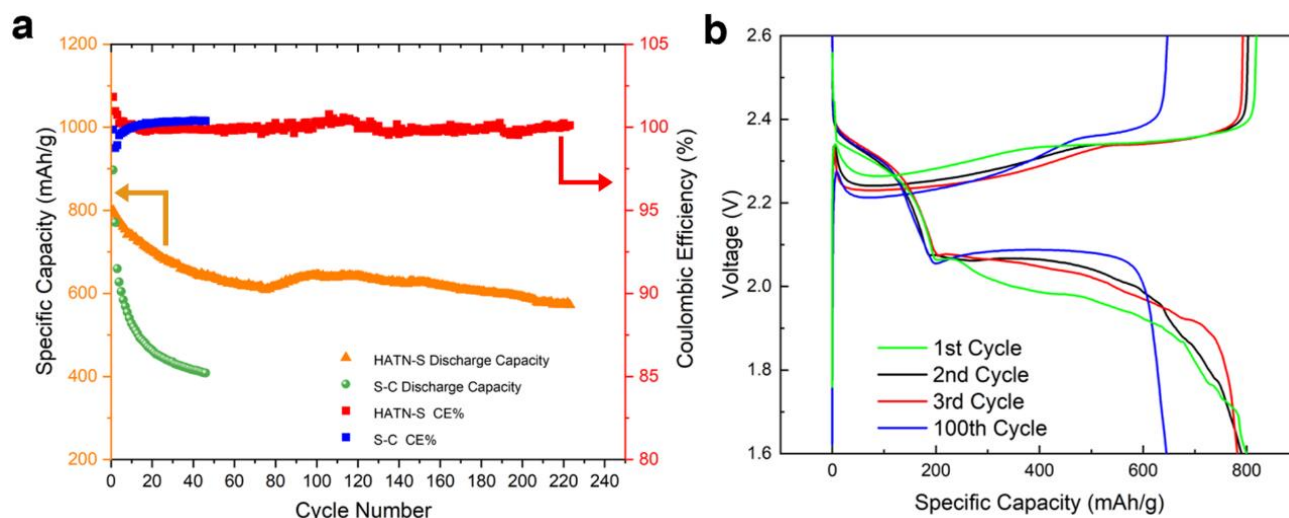 a
1200
1000
800
600
400
200
Specific Capacity (mAh/g)
0 20 40 60 80 100 120 140 160 180 200 220 240
Cycle Number
105
100
95
90
85
80
Coulombic Efficiency (%)
HATN-S Discharge Capacity
S-C Discharge Capacity
HATN-S CE%
S-C CE%
b
2.6
2.4
2.2
2.0
1.8
1.6
Voltage (V)
0 200 400 600 800
Specific Capacity (mAh/g)
1st Cycle
2nd Cycle
3rd Cycle
100th Cycle